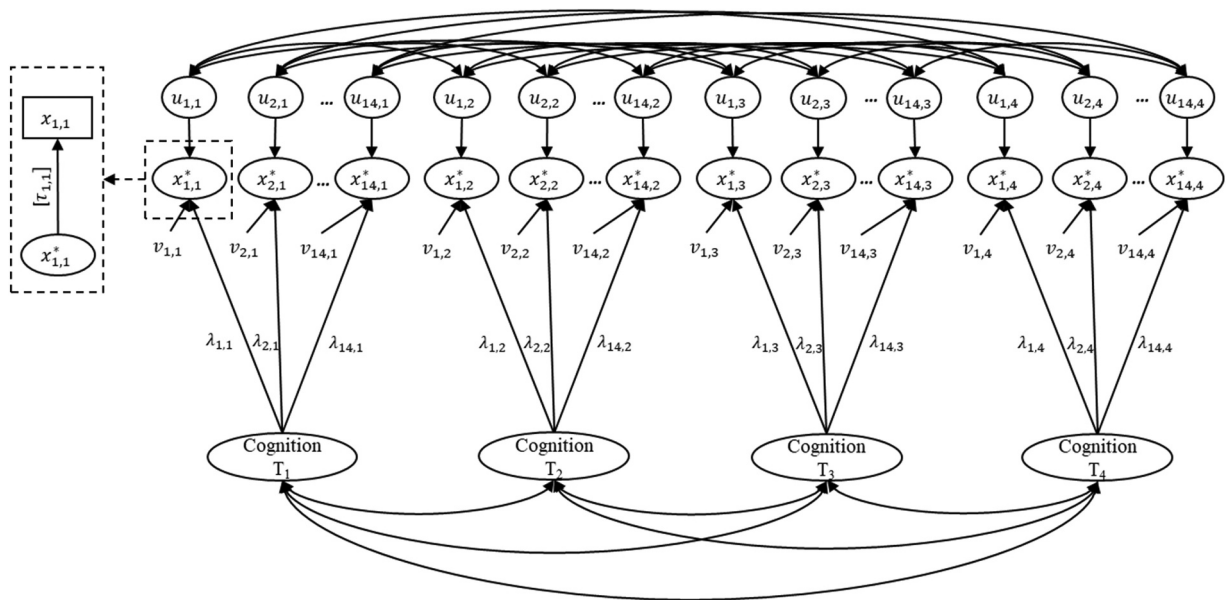 u₁,₁ u₂,₁ ... u₁₄,₁ u₁,₂ u₂,₂ ... u₁₄,₂ u₁,₃ u₂,₃ ... u₁₄,₃ u₁,₄ u₂,₄ ... u₁₄,₄
x₁,₁
[τ₁,₁]
x*₁,₁
x*₁,₁ x*₂,₁ ... x*₁₄,₁ x*₁,₂ x*₂,₂ ... x*₁₄,₂ x*₁,₃ x*₂,₃ ... x*₁₄,₃ x*₁,₄ x*₂,₄ ... x*₁₄,₄
v₁,₁ v₂,₁ v₁₄,₁ v₁,₂ v₂,₂ v₁₄,₂ v₁,₃ v₂,₃ v₁₄,₃ v₁,₄ v₂,₄ v₁₄,₄
λ₁,₁ λ₂,₁ λ₁₄,₁ λ₁,₂ λ₂,₂ λ₁₄,₂ λ₁,₃ λ₂,₃ λ₁₄,₃ λ₁,₄ λ₂,₄ λ₁₄,₄
Cognition
T₁
Cognition
T₂
Cognition
T₃
Cognition
T₄